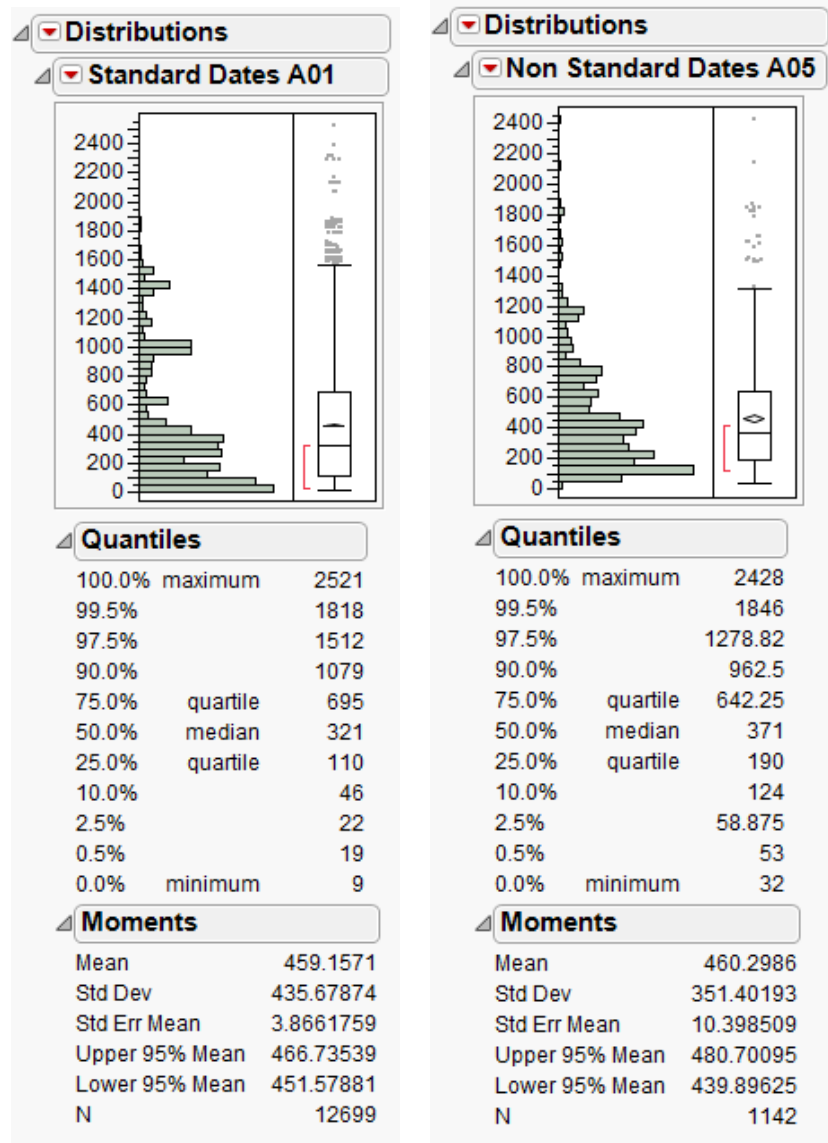 Distributions
Standard Dates A01
2400
2200
2000
1800
1600
1400
1200
1000
800
600
400
200
0
Quantiles
100.0% maximum 2521
99.5% 1818
97.5% 1512
90.0% 1079
75.0% quartile 695
50.0% median 321
25.0% quartile 110
10.0% 46
2.5% 22
0.5% 19
0.0% minimum 9
Moments
Mean 459.1571
Std Dev 435.67874
Std Err Mean 3.8661759
Upper 95% Mean 466.73539
Lower 95% Mean 451.57881
N 12699
Distributions
Non Standard Dates A05
2400
2200
2000
1800
1600
1400
1200
1000
800
600
400
200
0
Quantiles
100.0% maximum 2428
99.5% 1846
97.5% 1278.82
90.0% 962.5
75.0% quartile 642.25
50.0% median 371
25.0% quartile 190
10.0% 124
2.5% 58.875
0.5% 53
0.0% minimum 32
Moments
Mean 460.2986
Std Dev 351.40193
Std Err Mean 10.398509
Upper 95% Mean 480.70095
Lower 95% Mean 439.89625
N 1142